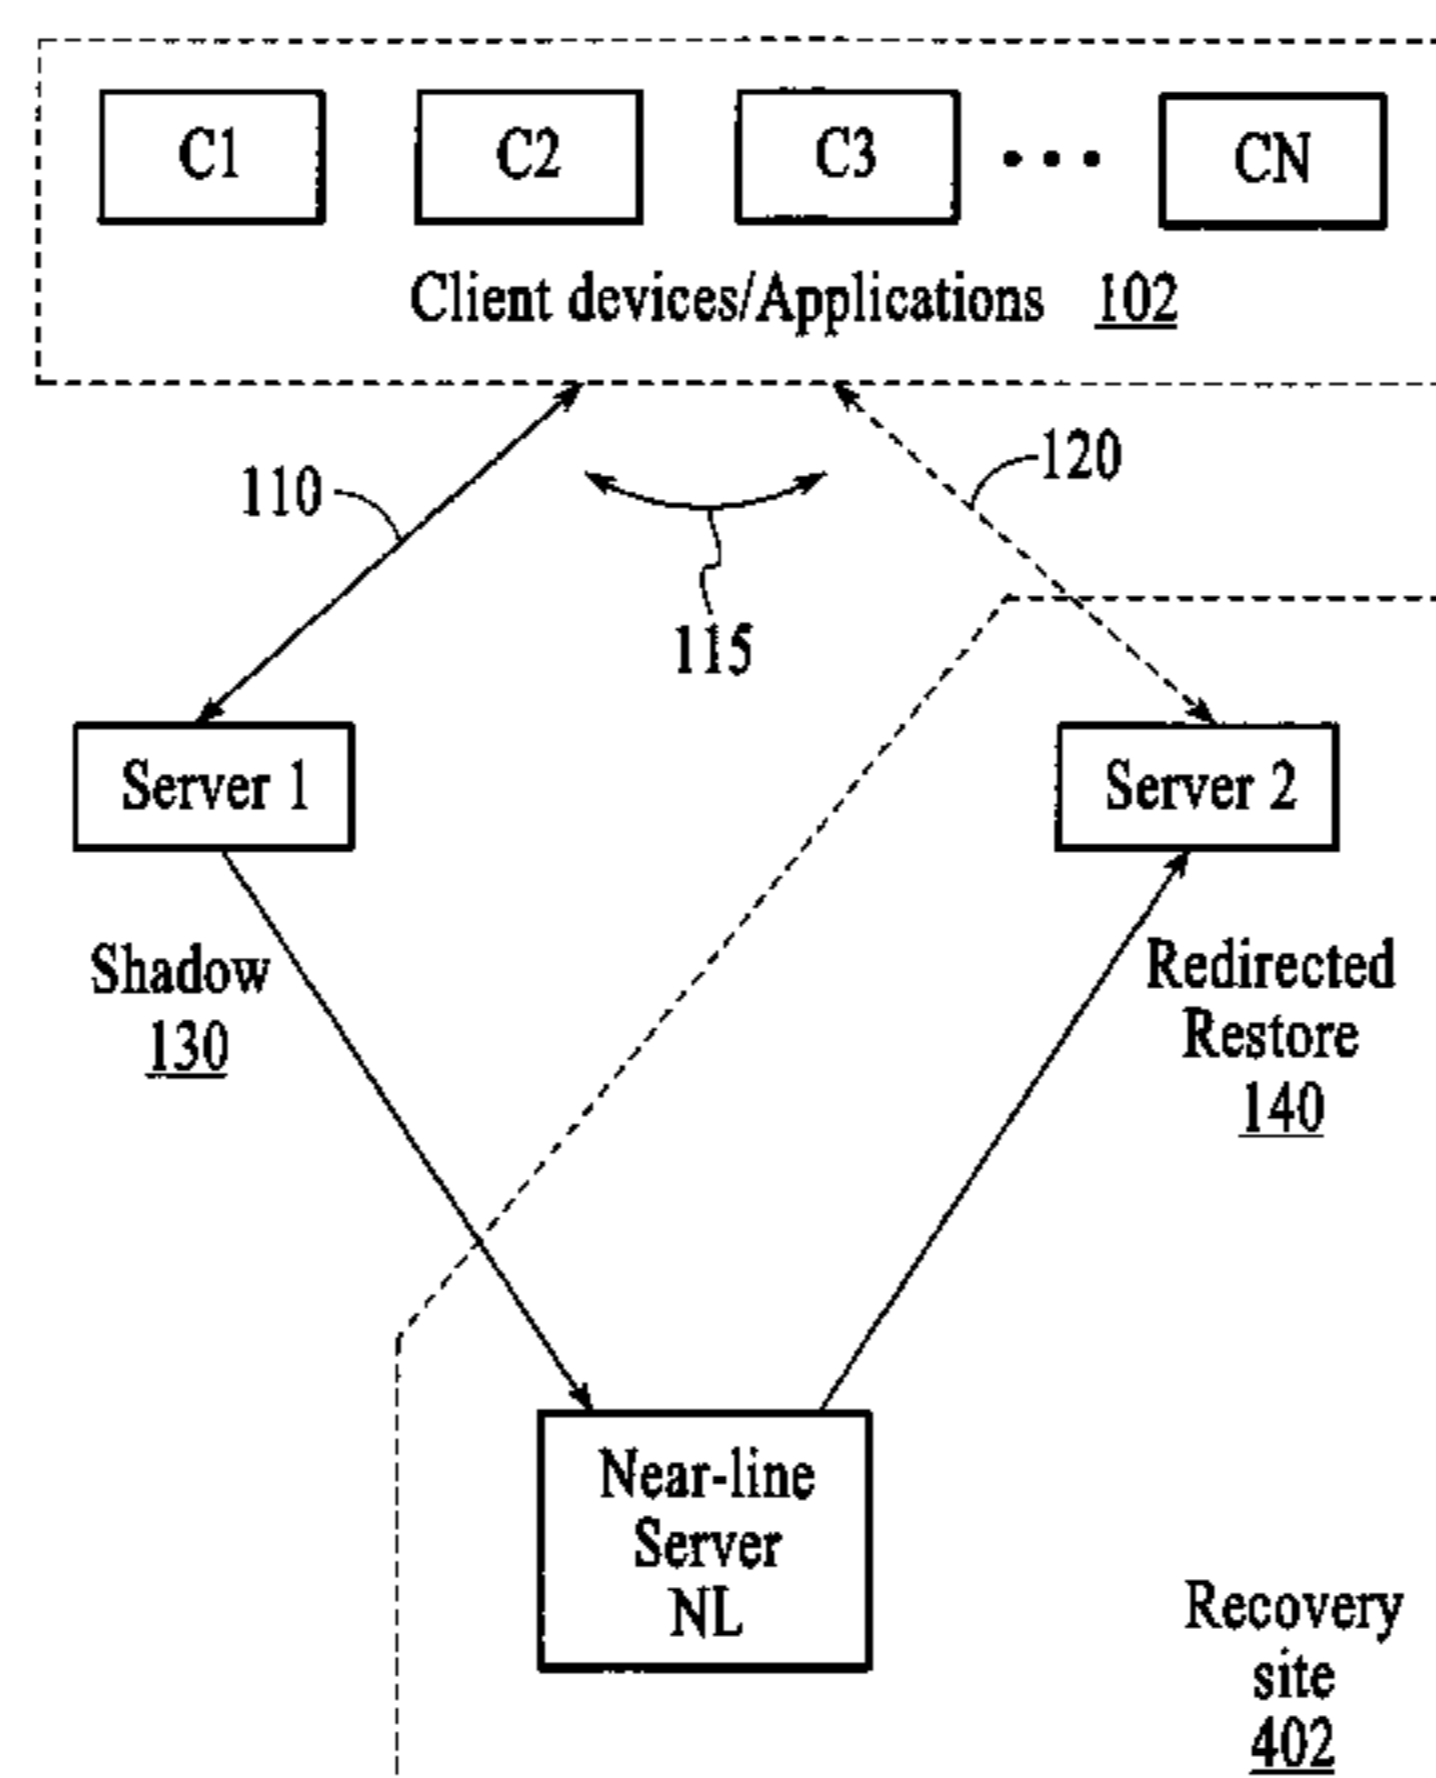 C1 C2 C3 ••• CN
Client devices/Applications 102
110
120
115
Server 1
Server 2
Shadow
130
Redirected
Restore
140
Near-line
Server
NL
Recovery
site
402